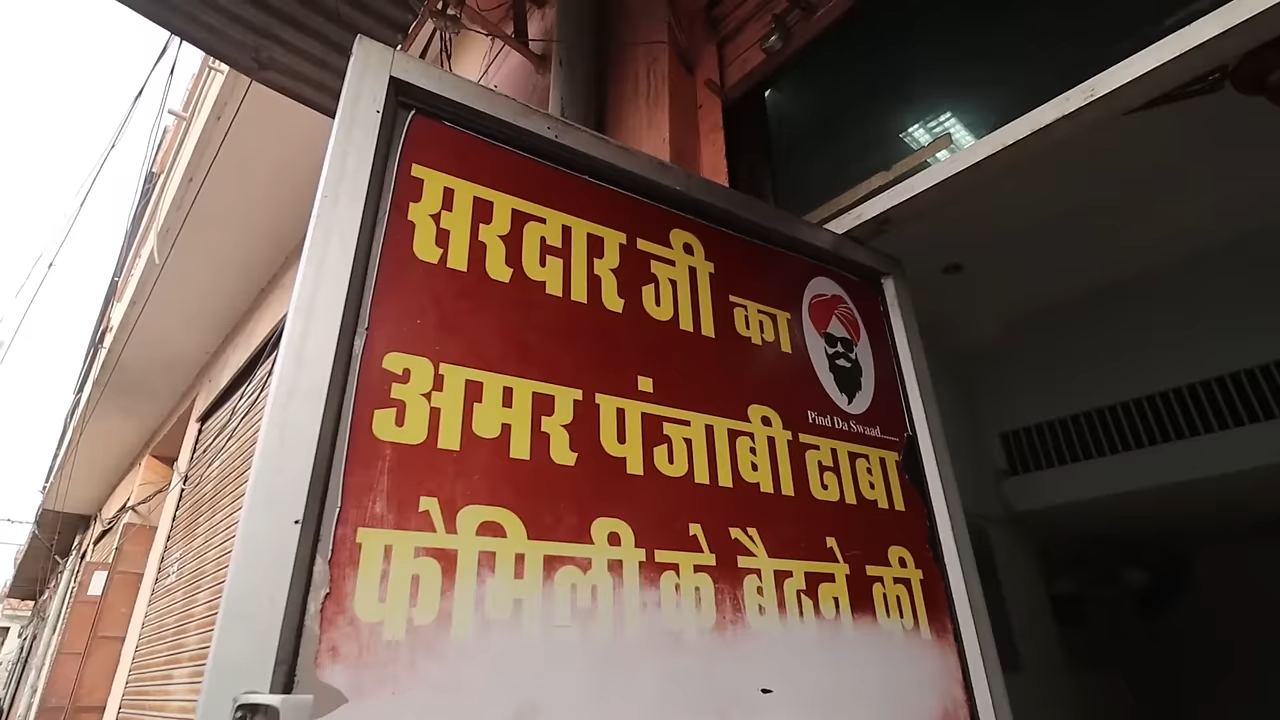 सरदार जी का
Pind Da Swaad.......
अमर पंजाबी ढाबा
फेमिली के बैठने की